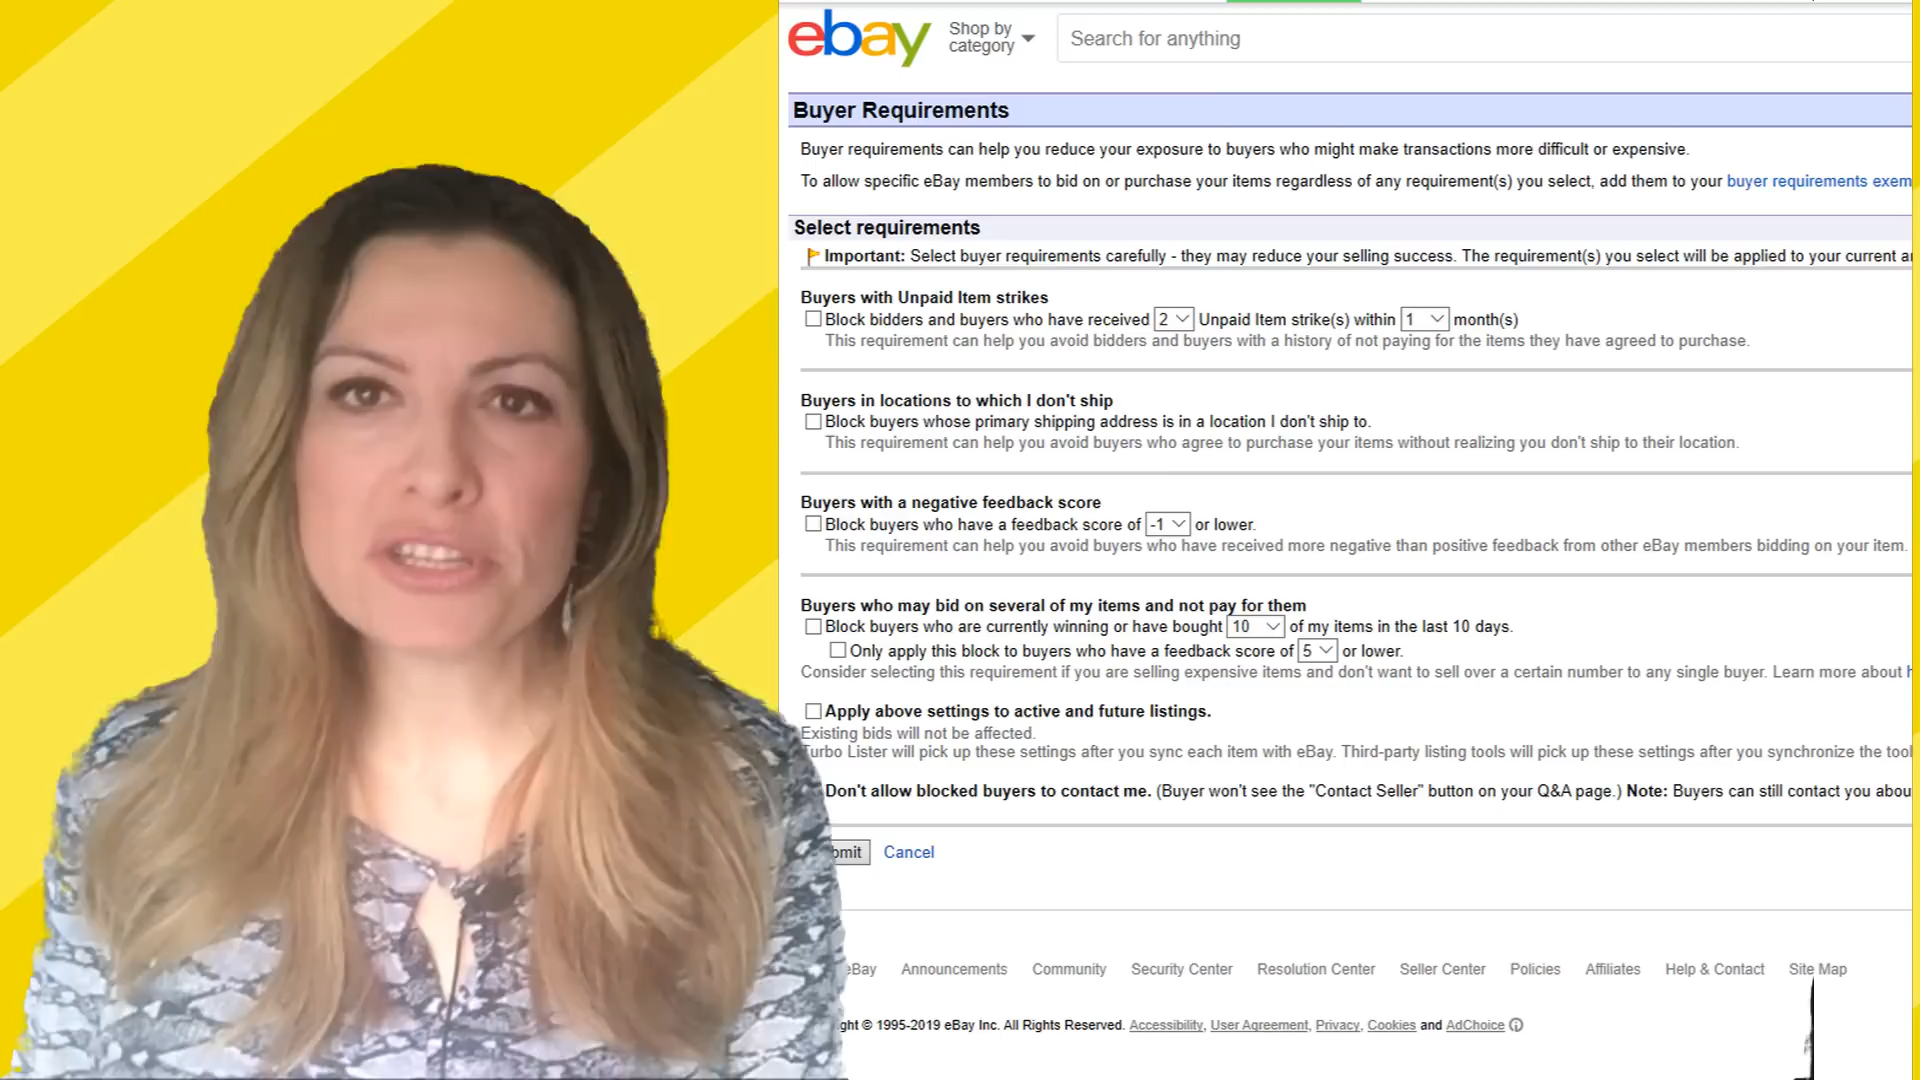 ebay
Shop by
category
Search for anything
Buyer Requirements
Buyer requirements can help you reduce your exposure to buyers who might make transactions more difficult or expensive.
To allow specific eBay members to bid on or purchase your items regardless of any requirement(s) you select, add them to your buyer requirements exem
Select requirements
Important: Select buyer requirements carefully - they may reduce your selling success. The requirement(s) you select will be applied to your current a
Buyers with Unpaid Item strikes
Block bidders and buyers who have received 2 Unpaid Item strike(s) within 1 month(s)
This requirement can help you avoid bidders and buyers with a history of not paying for the items they have agreed to purchase.
Buyers in locations to which I don't ship
Block buyers whose primary shipping address is in a location I don't ship to.
This requirement can help you avoid buyers who agree to purchase your items without realizing you don't ship to their location.
Buyers with a negative feedback score
Block buyers who have a feedback score of -1 or lower.
This requirement can help you avoid buyers who have received more negative than positive feedback from other eBay members bidding on your item.
Buyers who may bid on several of my items and not pay for them
Block buyers who are currently winning or have bought 10 of my items in the last 10 days.
Only apply this block to buyers who have a feedback score of 5 or lower.
Consider selecting this requirement if you are selling expensive items and don't want to sell over a certain number to any single buyer. Learn more about
Apply above settings to active and future listings.
Existing bids will not be affected.
Turbo Lister will pick up these settings after you sync each item with eBay. Third-party listing tools will pick up these settings after you synchronize the tool
Don't allow blocked buyers to contact me. (Buyer won't see the "Contact Seller" button on your Q&A page.) Note: Buyers can still contact you abou
bmit Cancel
eBay Announcements Community Security Center Resolution Center Seller Center Policies Affiliates Help & Contact Site Map
ght © 1995-2019 eBay Inc. All Rights Reserved. Accessibility, User Agreement, Privacy, Cookies and AdChoice